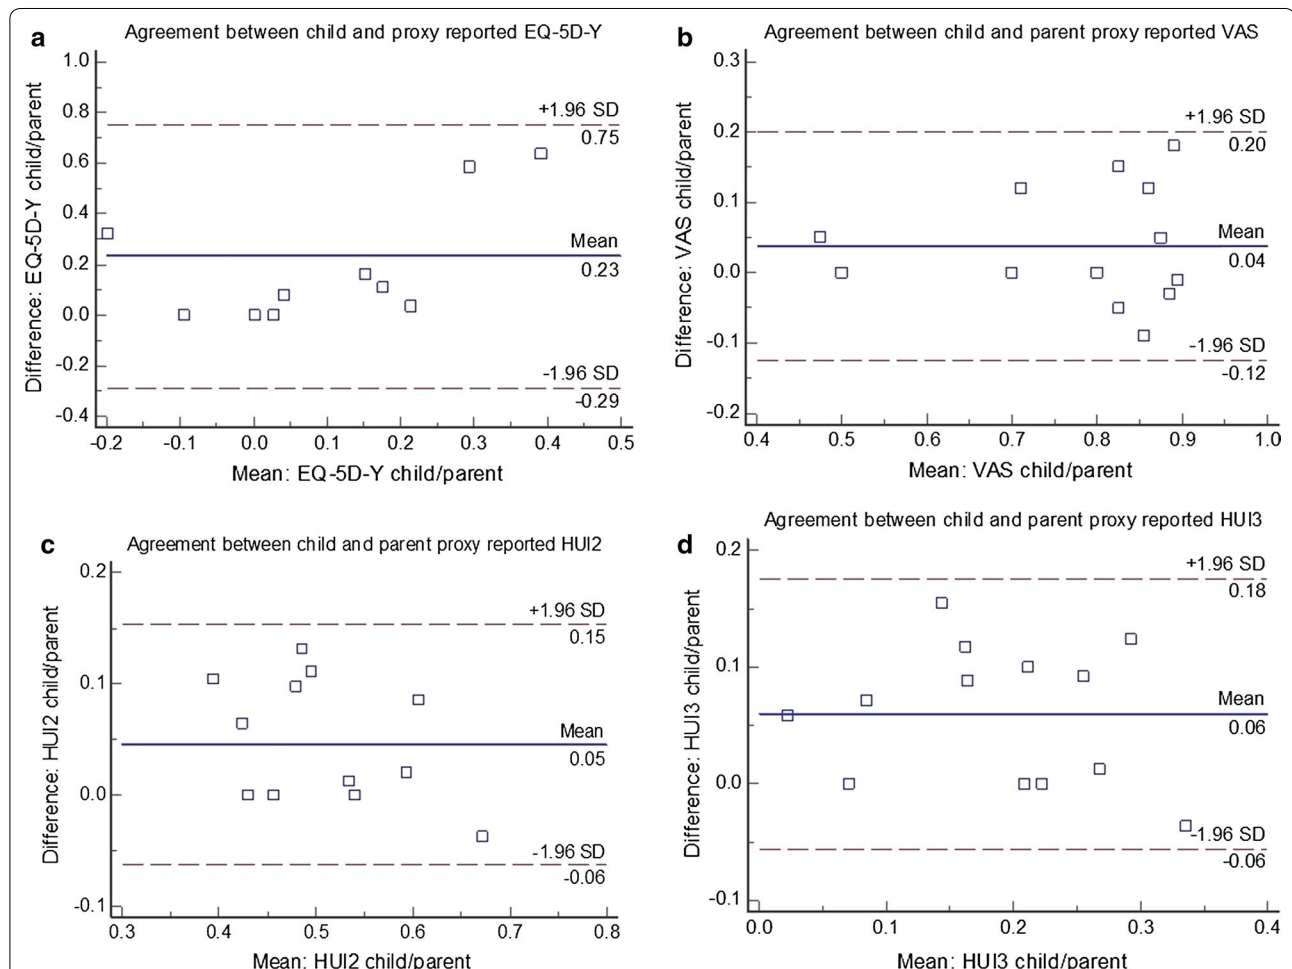 a
Agreement between child and proxy reported EQ-5D-Y
Difference: EQ-5D-Y child/parent
1.0
0.8
0.6
0.4
0.2
0.0
-0.2
-0.4
+1.96 SD
0.75
Mean
0.23
-1.96 SD
-0.29
-0.2 -0.1 0.0 0.1 0.2 0.3 0.4 0.5
Mean: EQ-5D-Y child/parent
b
Agreement between child and parent proxy reported VAS
Difference: VAS child/parent
0.3
0.2
0.1
0.0
-0.1
-0.2
+1.96 SD
0.20
Mean
0.04
-1.96 SD
-0.12
0.4 0.5 0.6 0.7 0.8 0.9 1.0
Mean: VAS child/parent
c
Agreement between child and parent proxy reported HUI2
Difference: HUI2 child/parent
0.2
0.1
0.0
-0.1
+1.96 SD
0.15
Mean
0.05
-1.96 SD
-0.06
0.3 0.4 0.5 0.6 0.7 0.8
Mean: HUI2 child/parent
d
Agreement between child and parent proxy reported HUI3
Difference: HUI3 child/parent
0.2
0.1
0.0
-0.1
+1.96 SD
0.18
Mean
0.06
-1.96 SD
-0.06
0.0 0.1 0.2 0.3 0.4
Mean: HUI3 child/parent